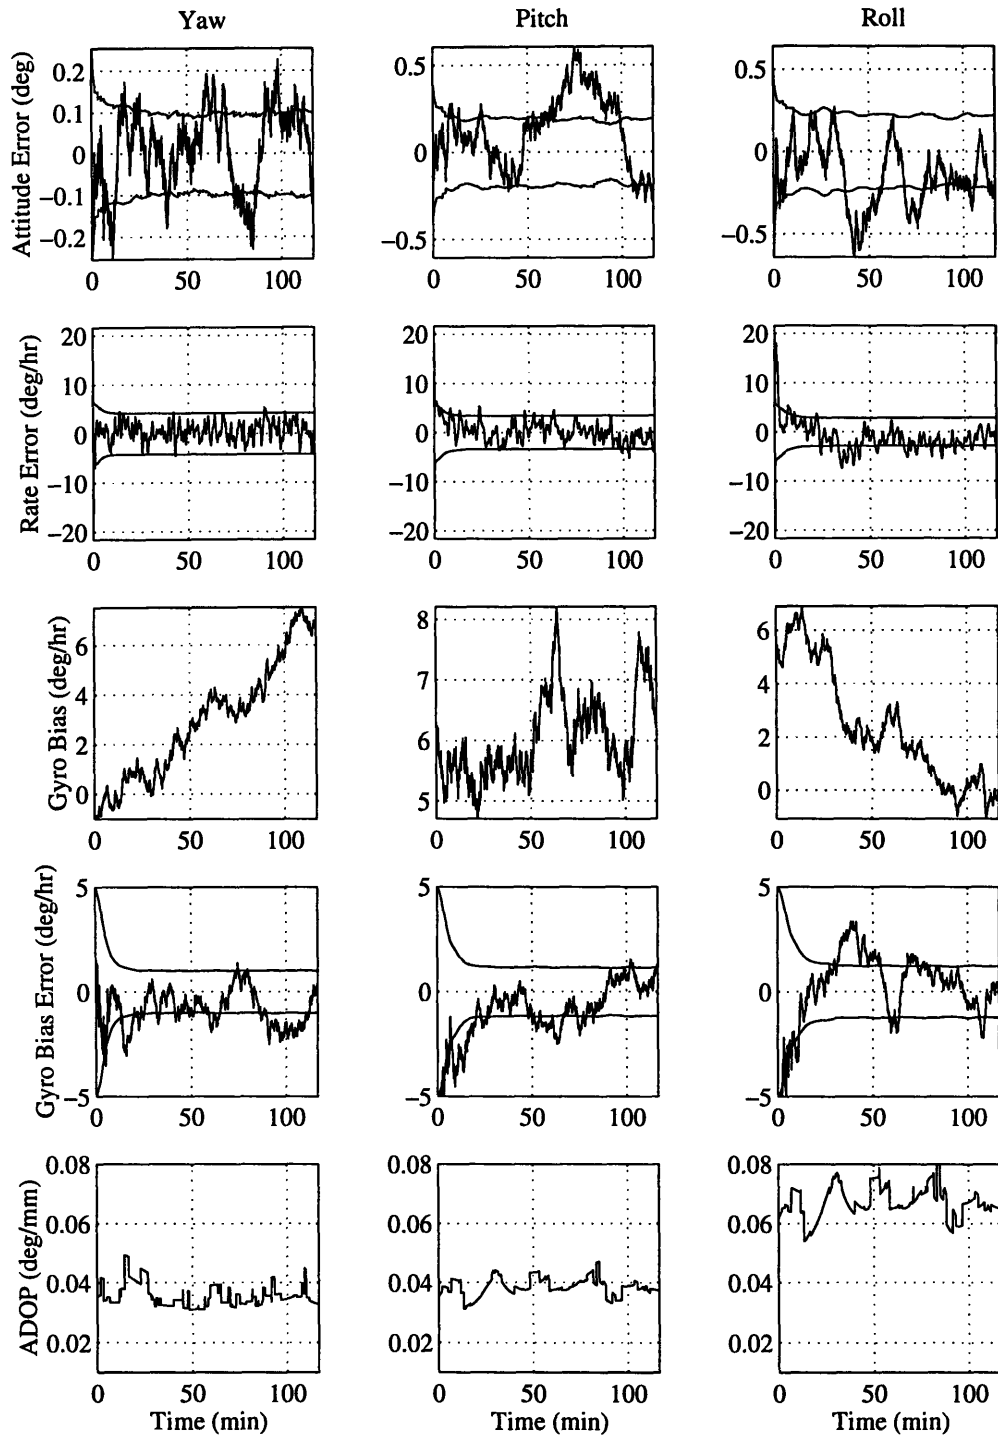 Yaw Pitch Roll
Attitude Error (deg)
0.2
0.1
0
−0.1
−0.2
0 50 100
0.5
0
−0.5
0 50 100
0.5
0
−0.5
0 50 100
Rate Error (deg/hr)
20
10
0
−10
−20
0 50 100
20
10
0
−10
−20
0 50 100
20
10
0
−10
−20
0 50 100
Gyro Bias (deg/hr)
6
4
2
0
0 50 100
8
7
6
5
0 50 100
6
4
2
0
0 50 100
Gyro Bias Error (deg/hr)
5
0
−5
0 50 100
5
0
−5
0 50 100
5
0
−5
0 50 100
ADOP (deg/mm)
0.08
0.06
0.04
0.02
0 50 100
Time (min)
0.08
0.06
0.04
0.02
0 50 100
Time (min)
0.08
0.06
0.04
0.02
0 50 100
Time (min)